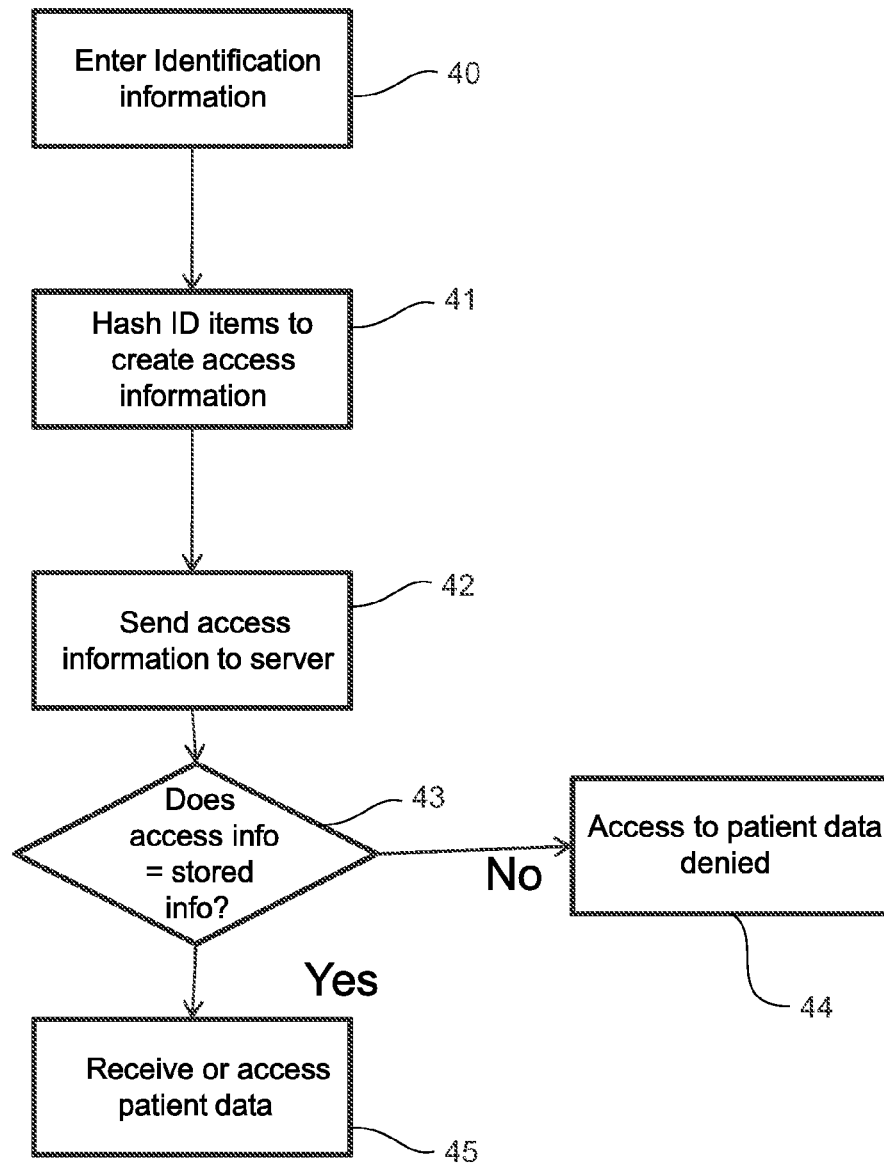 Enter Identification
information
40
Hash ID items to
create access
information
41
Send access
information to server
42
Does
access info
= stored
info?
43
No
Access to patient data
denied
44
Yes
Receive or access
patient data
45